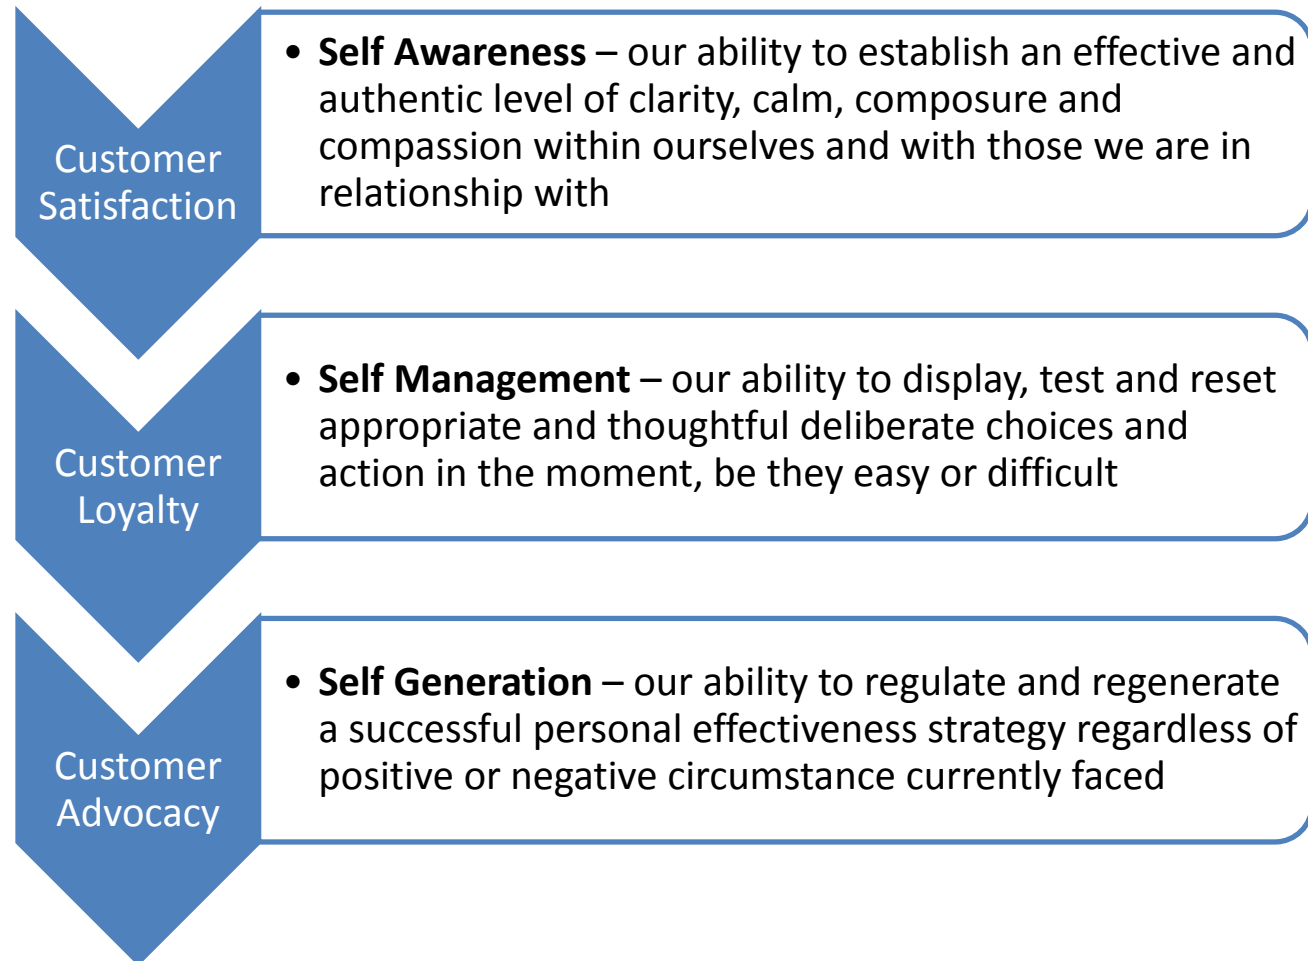 Customer
Satisfaction
• Self Awareness – our ability to establish an effective and
authentic level of clarity, calm, composure and
compassion within ourselves and with those we are in
relationship with
Customer
Loyalty
• Self Management – our ability to display, test and reset
appropriate and thoughtful deliberate choices and
action in the moment, be they easy or difficult
Customer
Advocacy
• Self Generation – our ability to regulate and regenerate
a successful personal effectiveness strategy regardless of
positive or negative circumstance currently faced